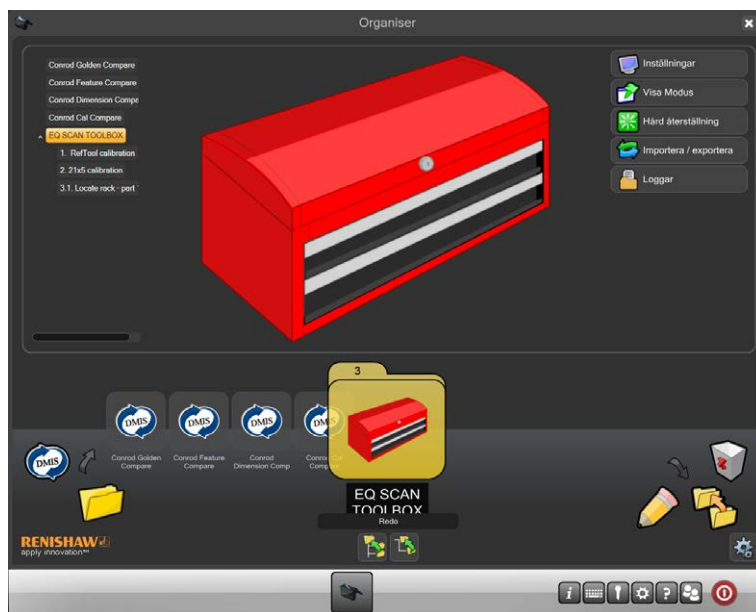 Organiser
Conrod Golden Compare
Conrod Feature Compare
Conrod Dimension Compa
Conrod Cal Compare
EQ SCAN TOOLBOX
1. RefTool calibration
2. 21x5 calibration
3.1. Locate rack - part
Inställningar
Visa Modus
Hård återställning
Importera / exportera
Loggar
3
DMIS
DMIS
DMIS
DMIS
DMIS
Conrod Golden
Compare
Conrod Feature
Compare
Conrod
Dimension Comp
Conrod Cal
Compare
EQ SCAN
TOOLBOX
Redo
RENISHAW
apply innovation™